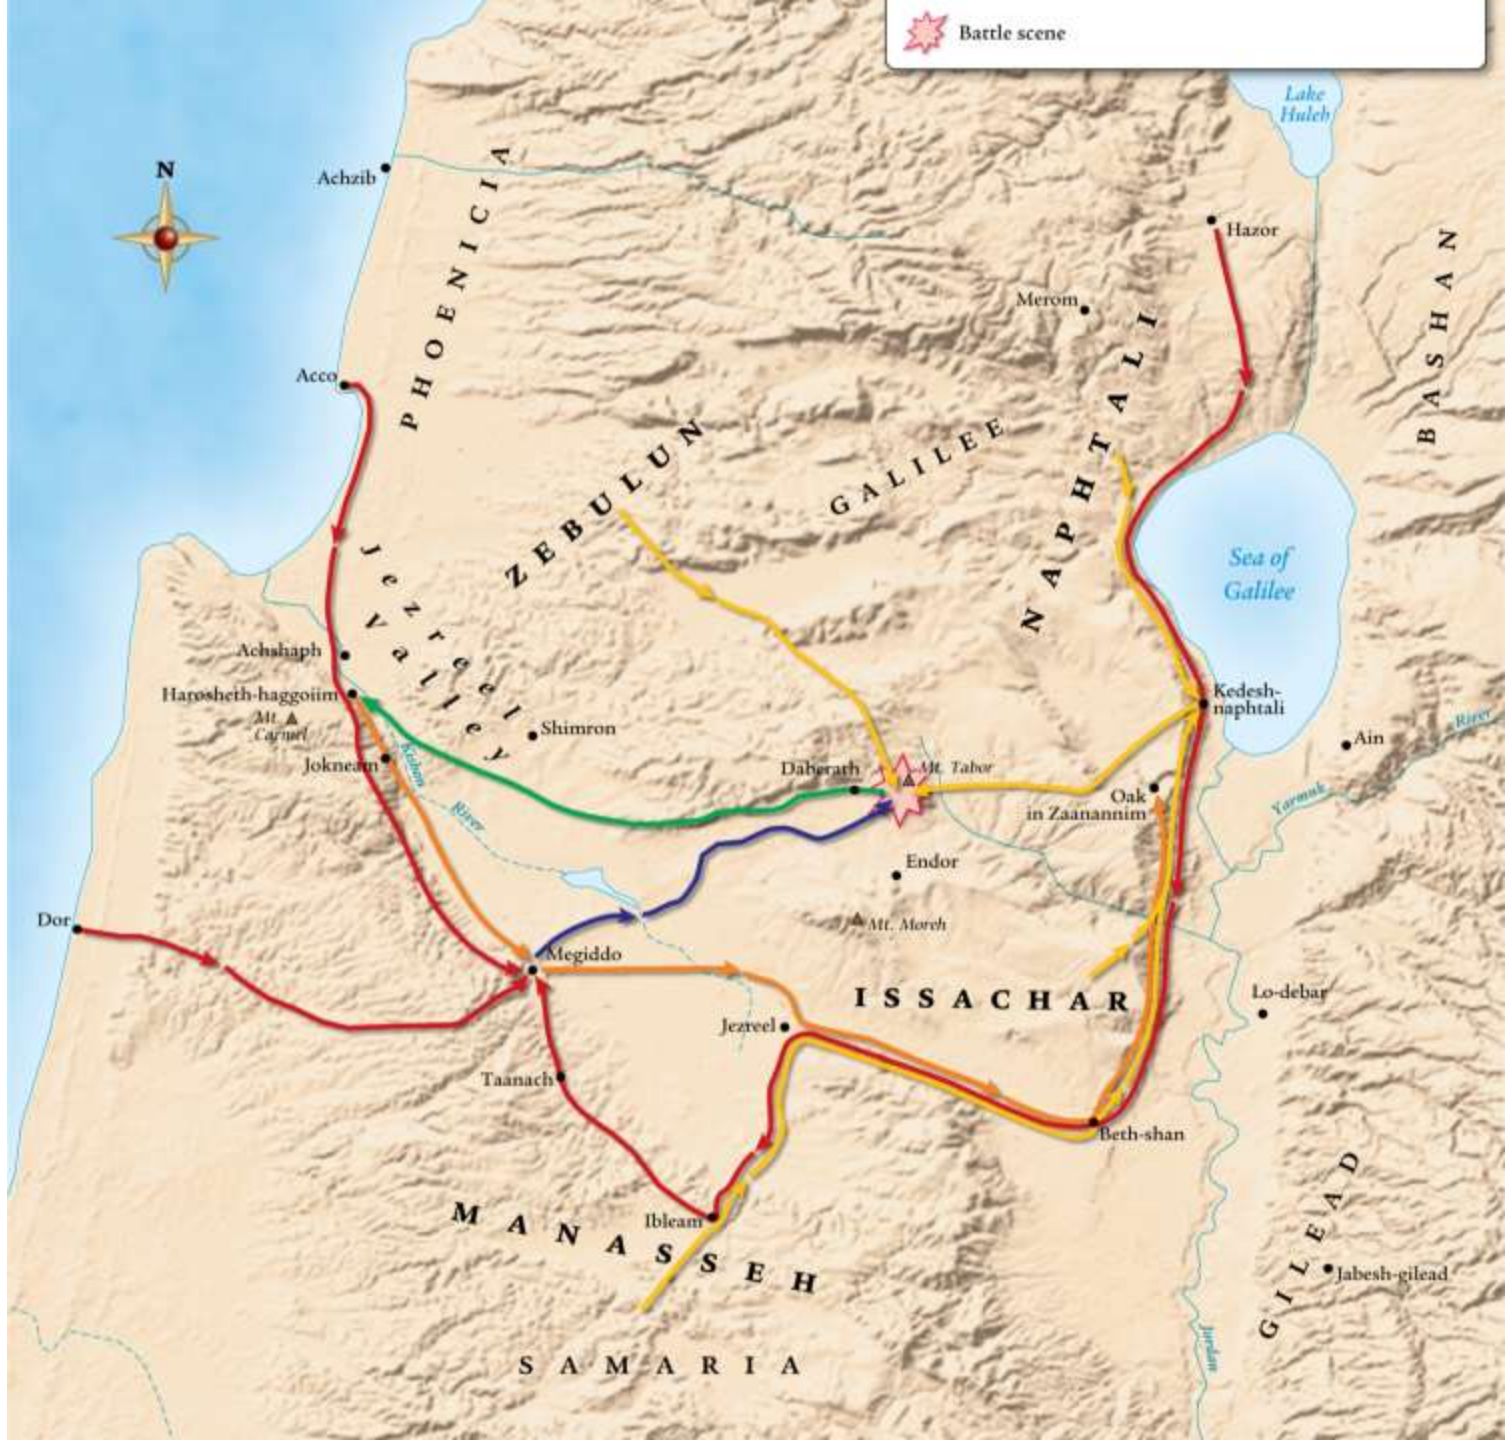 Battle scene
Lake
Huleh
N
Achzib
PHOENICIA
Hazor
BASHAN
Merom
Acco
ZEBULUN
GALILEE
NAPHTALI
Sea of
Galilee
Jezreel
Valley
Achshaph
Harosheth-haggoiim
Mt.
Carmel
Shimron
Kedesh-
naphtali
Ain
River
Yarmuk
Jokneam
Kishon
River
Daberath
Mt. Tabor
Oak
in Zaanannim
Endor
Dor
Mt. Moreh
Megiddo
ISSACHAR
Lo-debar
Jezreel
Taanach
Beth-shan
Ibleam
MANASSEH
GILEAD
Jabesh-gilead
Jordan
SAMARIA